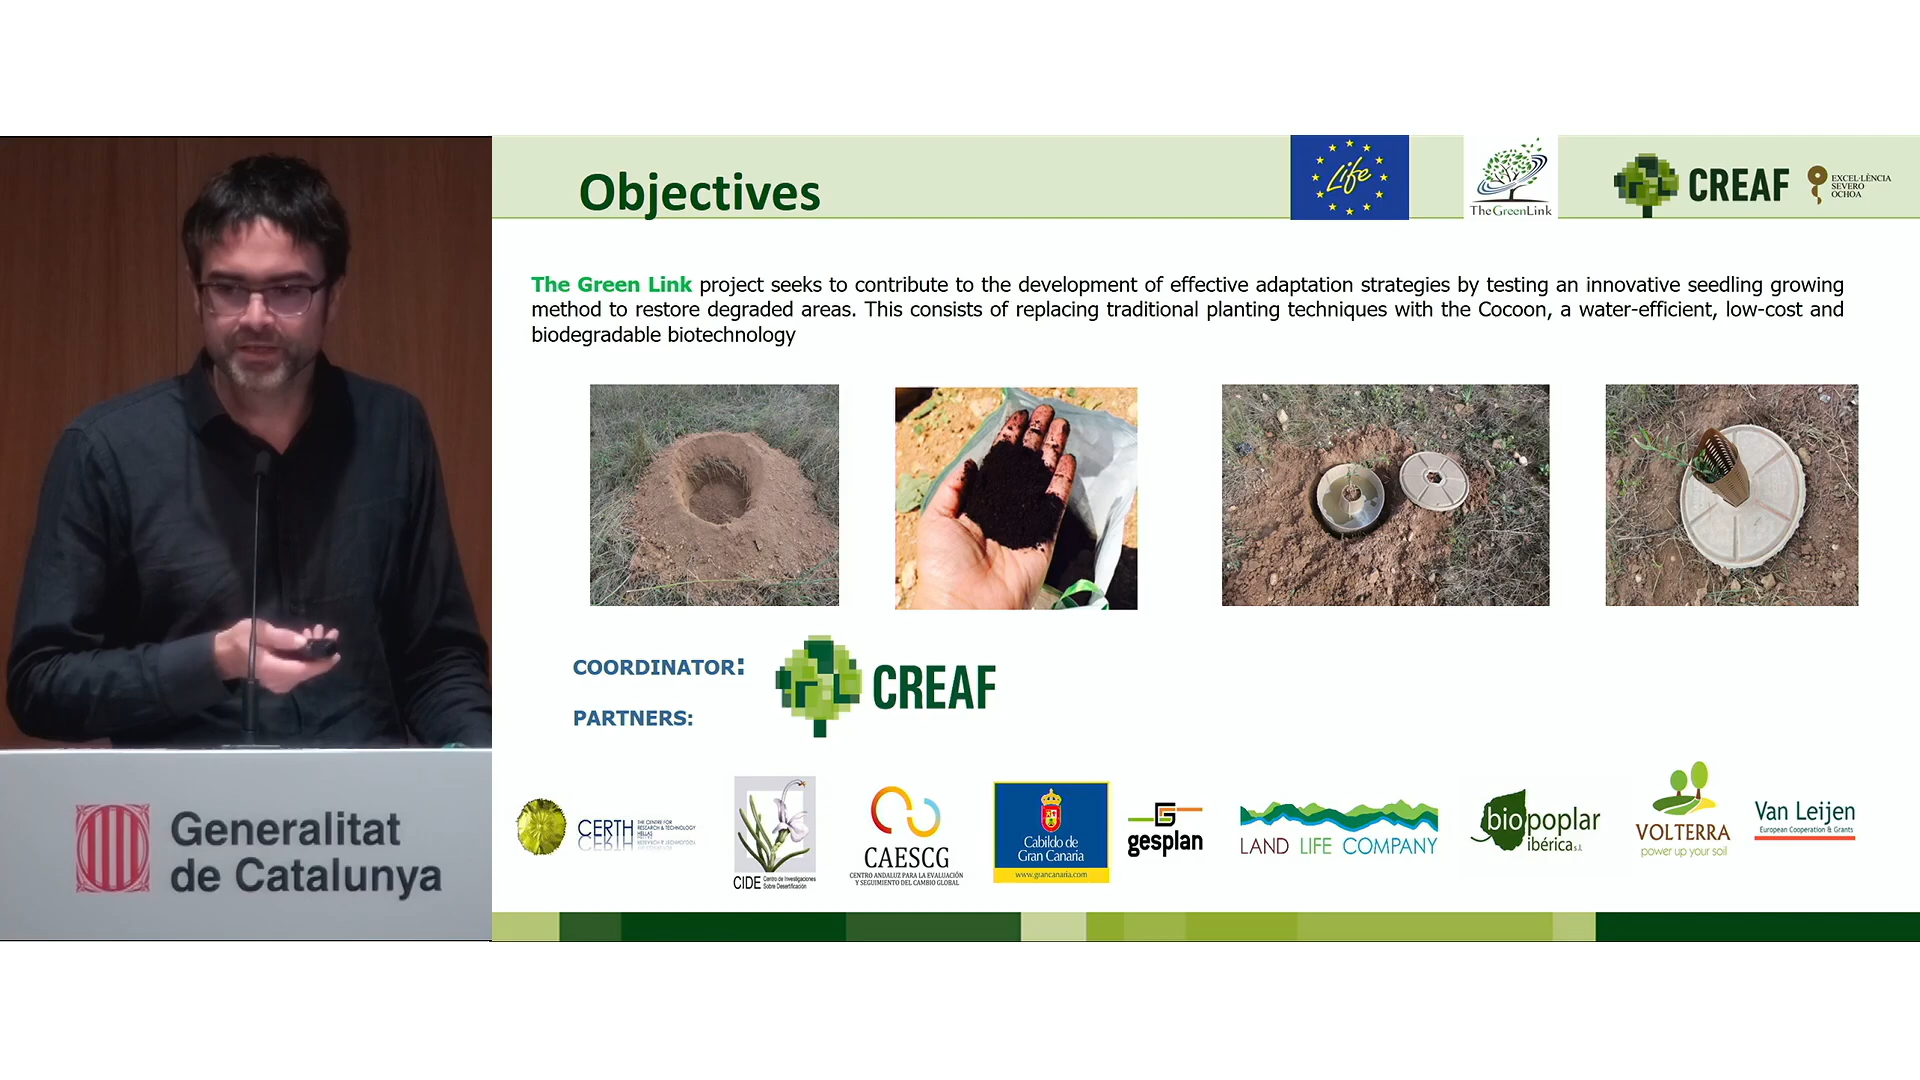 Objectives
Life
TheGreenLink
CREAF
EXCEL·LÈNCIA
SEVERO
OCHOA
The Green Link project seeks to contribute to the development of effective adaptation strategies by testing an innovative seedling growing
method to restore degraded areas. This consists of replacing traditional planting techniques with the Cocoon, a water-efficient, low-cost and
biodegradable biotechnology
COORDINATOR:
CREAF
PARTNERS:
CERTH
THE CENTRE FOR
RESEARCH & TECHNOLOGY
HELLAS
CIDE Centro de Investigaciones
Sobre Desertificación
CAESCG
CENTRO ANDALUZ PARA LA EVALUACIÓN
Y SEGUIMIENTO DEL CAMBIO GLOBAL
Cabildo de
Gran Canaria
www.grancanaria.com
gesplan
LAND LIFE COMPANY
biopoplar
ibérica s.l.
VOLTERRA
power up your soil
Van Leijen
European Cooperation & Grants
Generalitat
de Catalunya